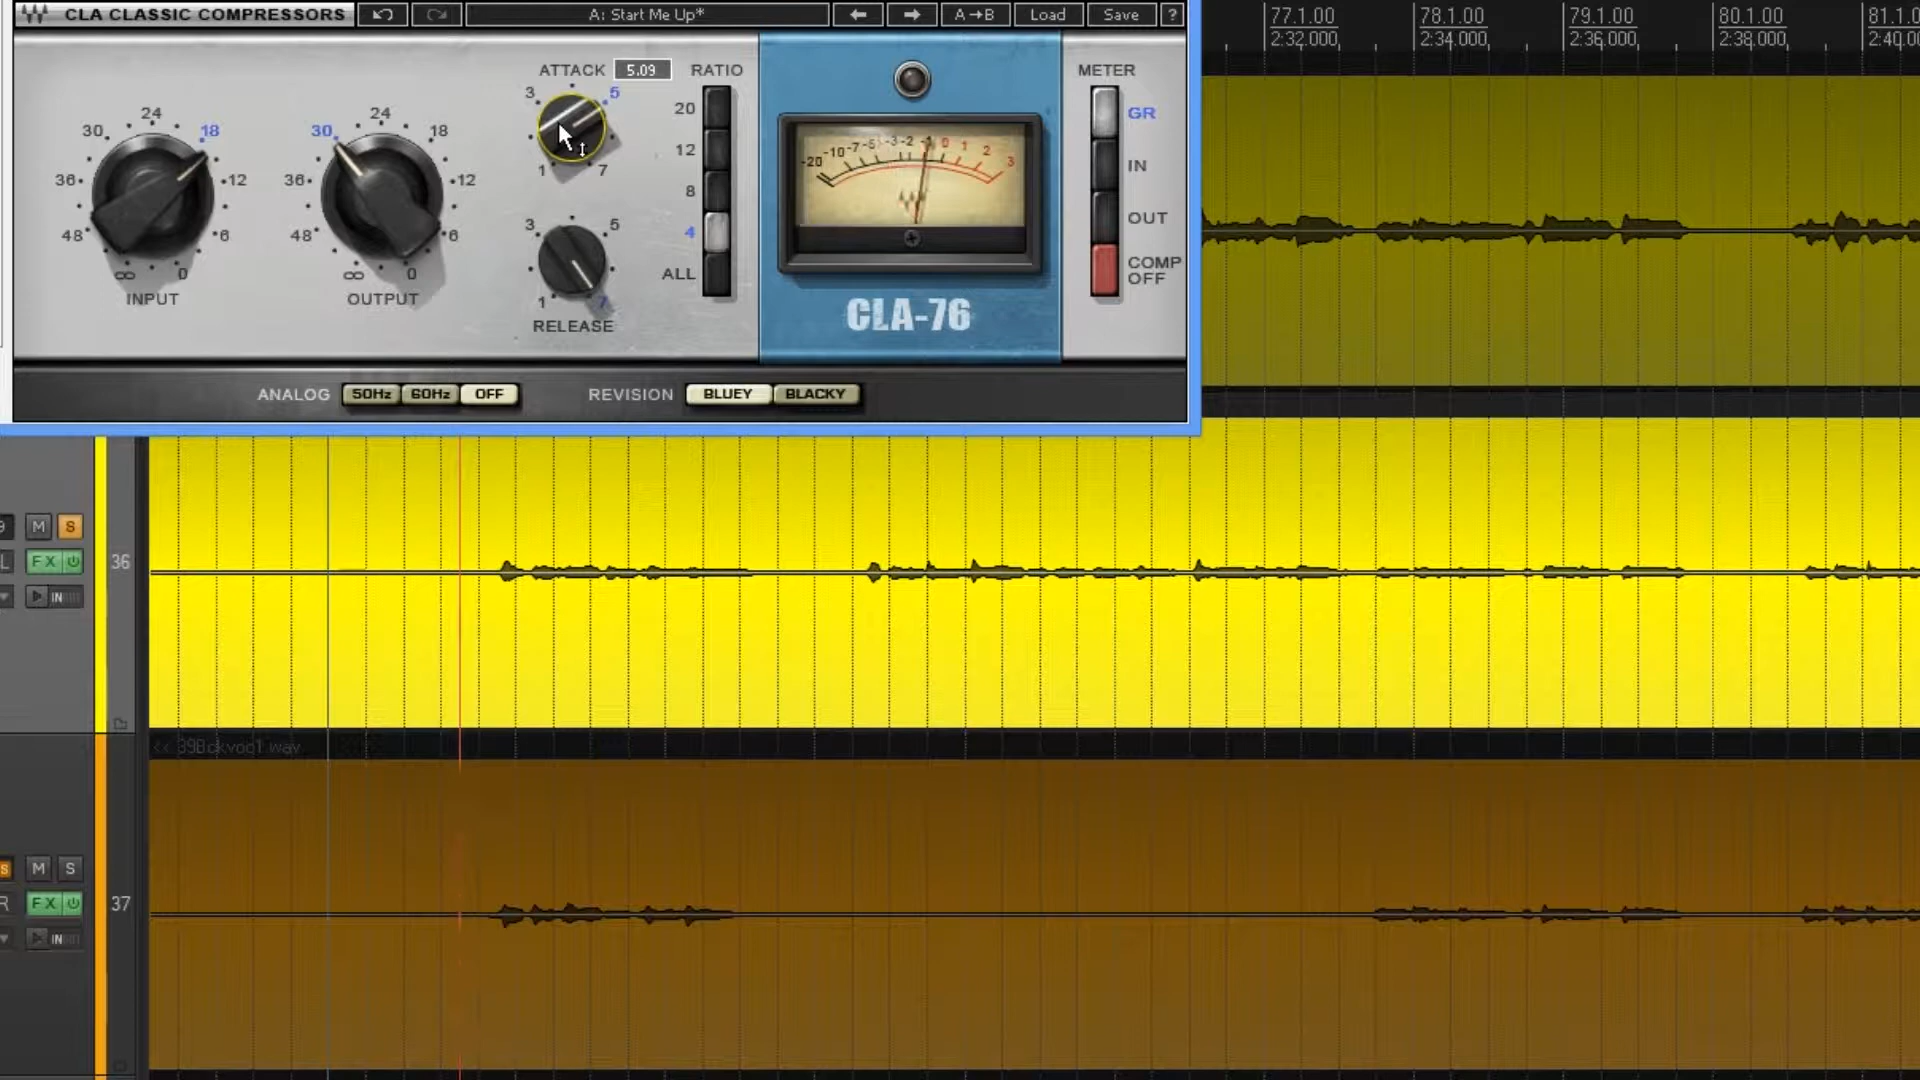 CLA CLASSIC COMPRESSORS
A: Start Me Up*
A→B Load Save ?
77.1.00 78.1.00 79.1.00 80.1.00 81.1.0
2:32.000 2:34.000 2:36.000 2:38.000 2:40.00
ATTACK 5.09 RATIO METER
3 5
1 7
30 24 18
36 12
48 6
∞ 0
INPUT
30 24 18
36 12
48 6
∞ 0
OUTPUT
3 5
1 7
RELEASE
20
12
8
4
ALL
-20 -10 -7 -5 -3 -2 -1 0 1 2 3
CLA-76
GR
IN
OUT
COMP
OFF
ANALOG 50Hz 60Hz OFF REVISION BLUEY BLACKY
9 M S
L FX 36
IN
<< 39Bckvoc1.wav
S M S
R FX 37
IN